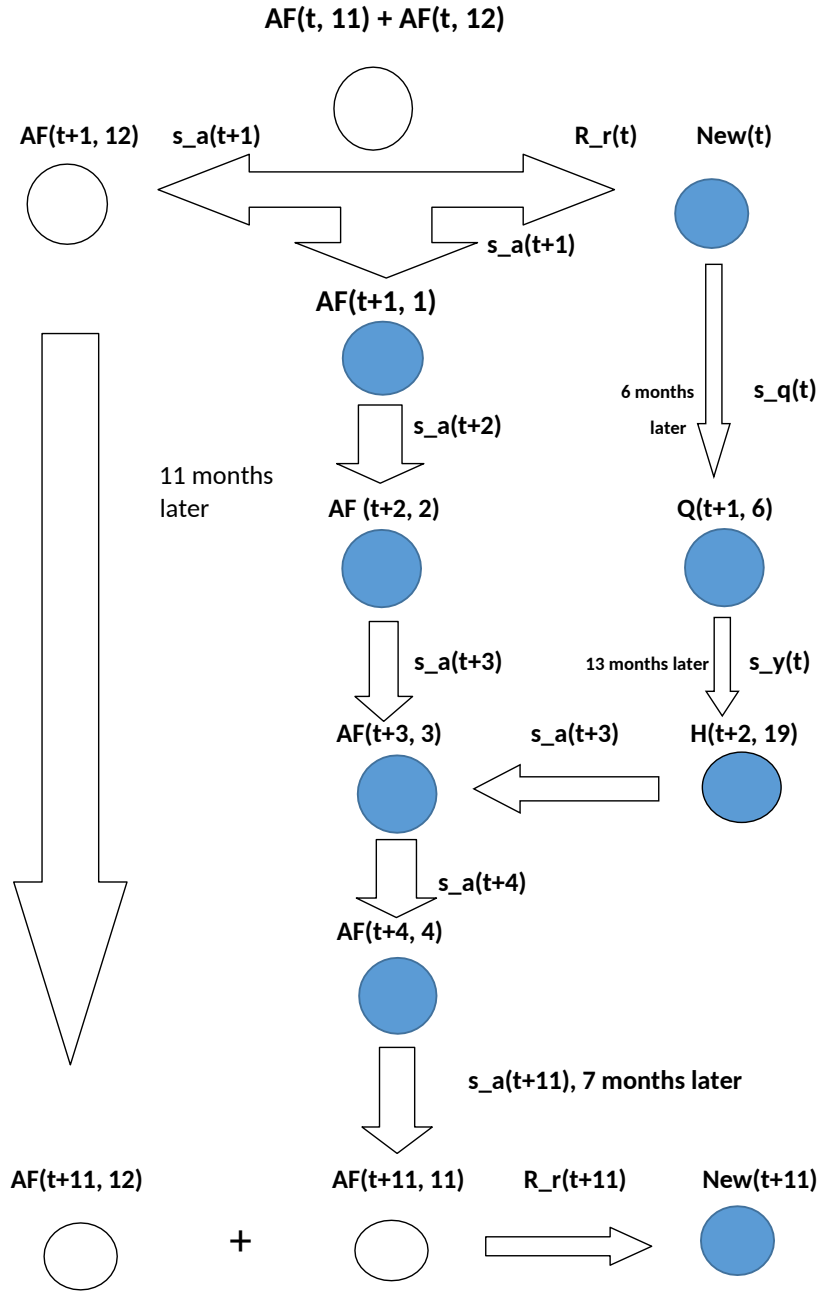 AF(t, 11) + AF(t, 12)
AF(t+1, 12)
s_a(t+1)
R_r(t)
New(t)
s_a(t+1)
AF(t+1, 1)
6 months
later
s_q(t)
s_a(t+2)
11 months
later
AF (t+2, 2)
Q(t+1, 6)
s_a(t+3)
13 months later
s_y(t)
AF(t+3, 3)
s_a(t+3)
H(t+2, 19)
s_a(t+4)
AF(t+4, 4)
s_a(t+11), 7 months later
AF(t+11, 12)
AF(t+11, 11)
R_r(t+11)
New(t+11)
+